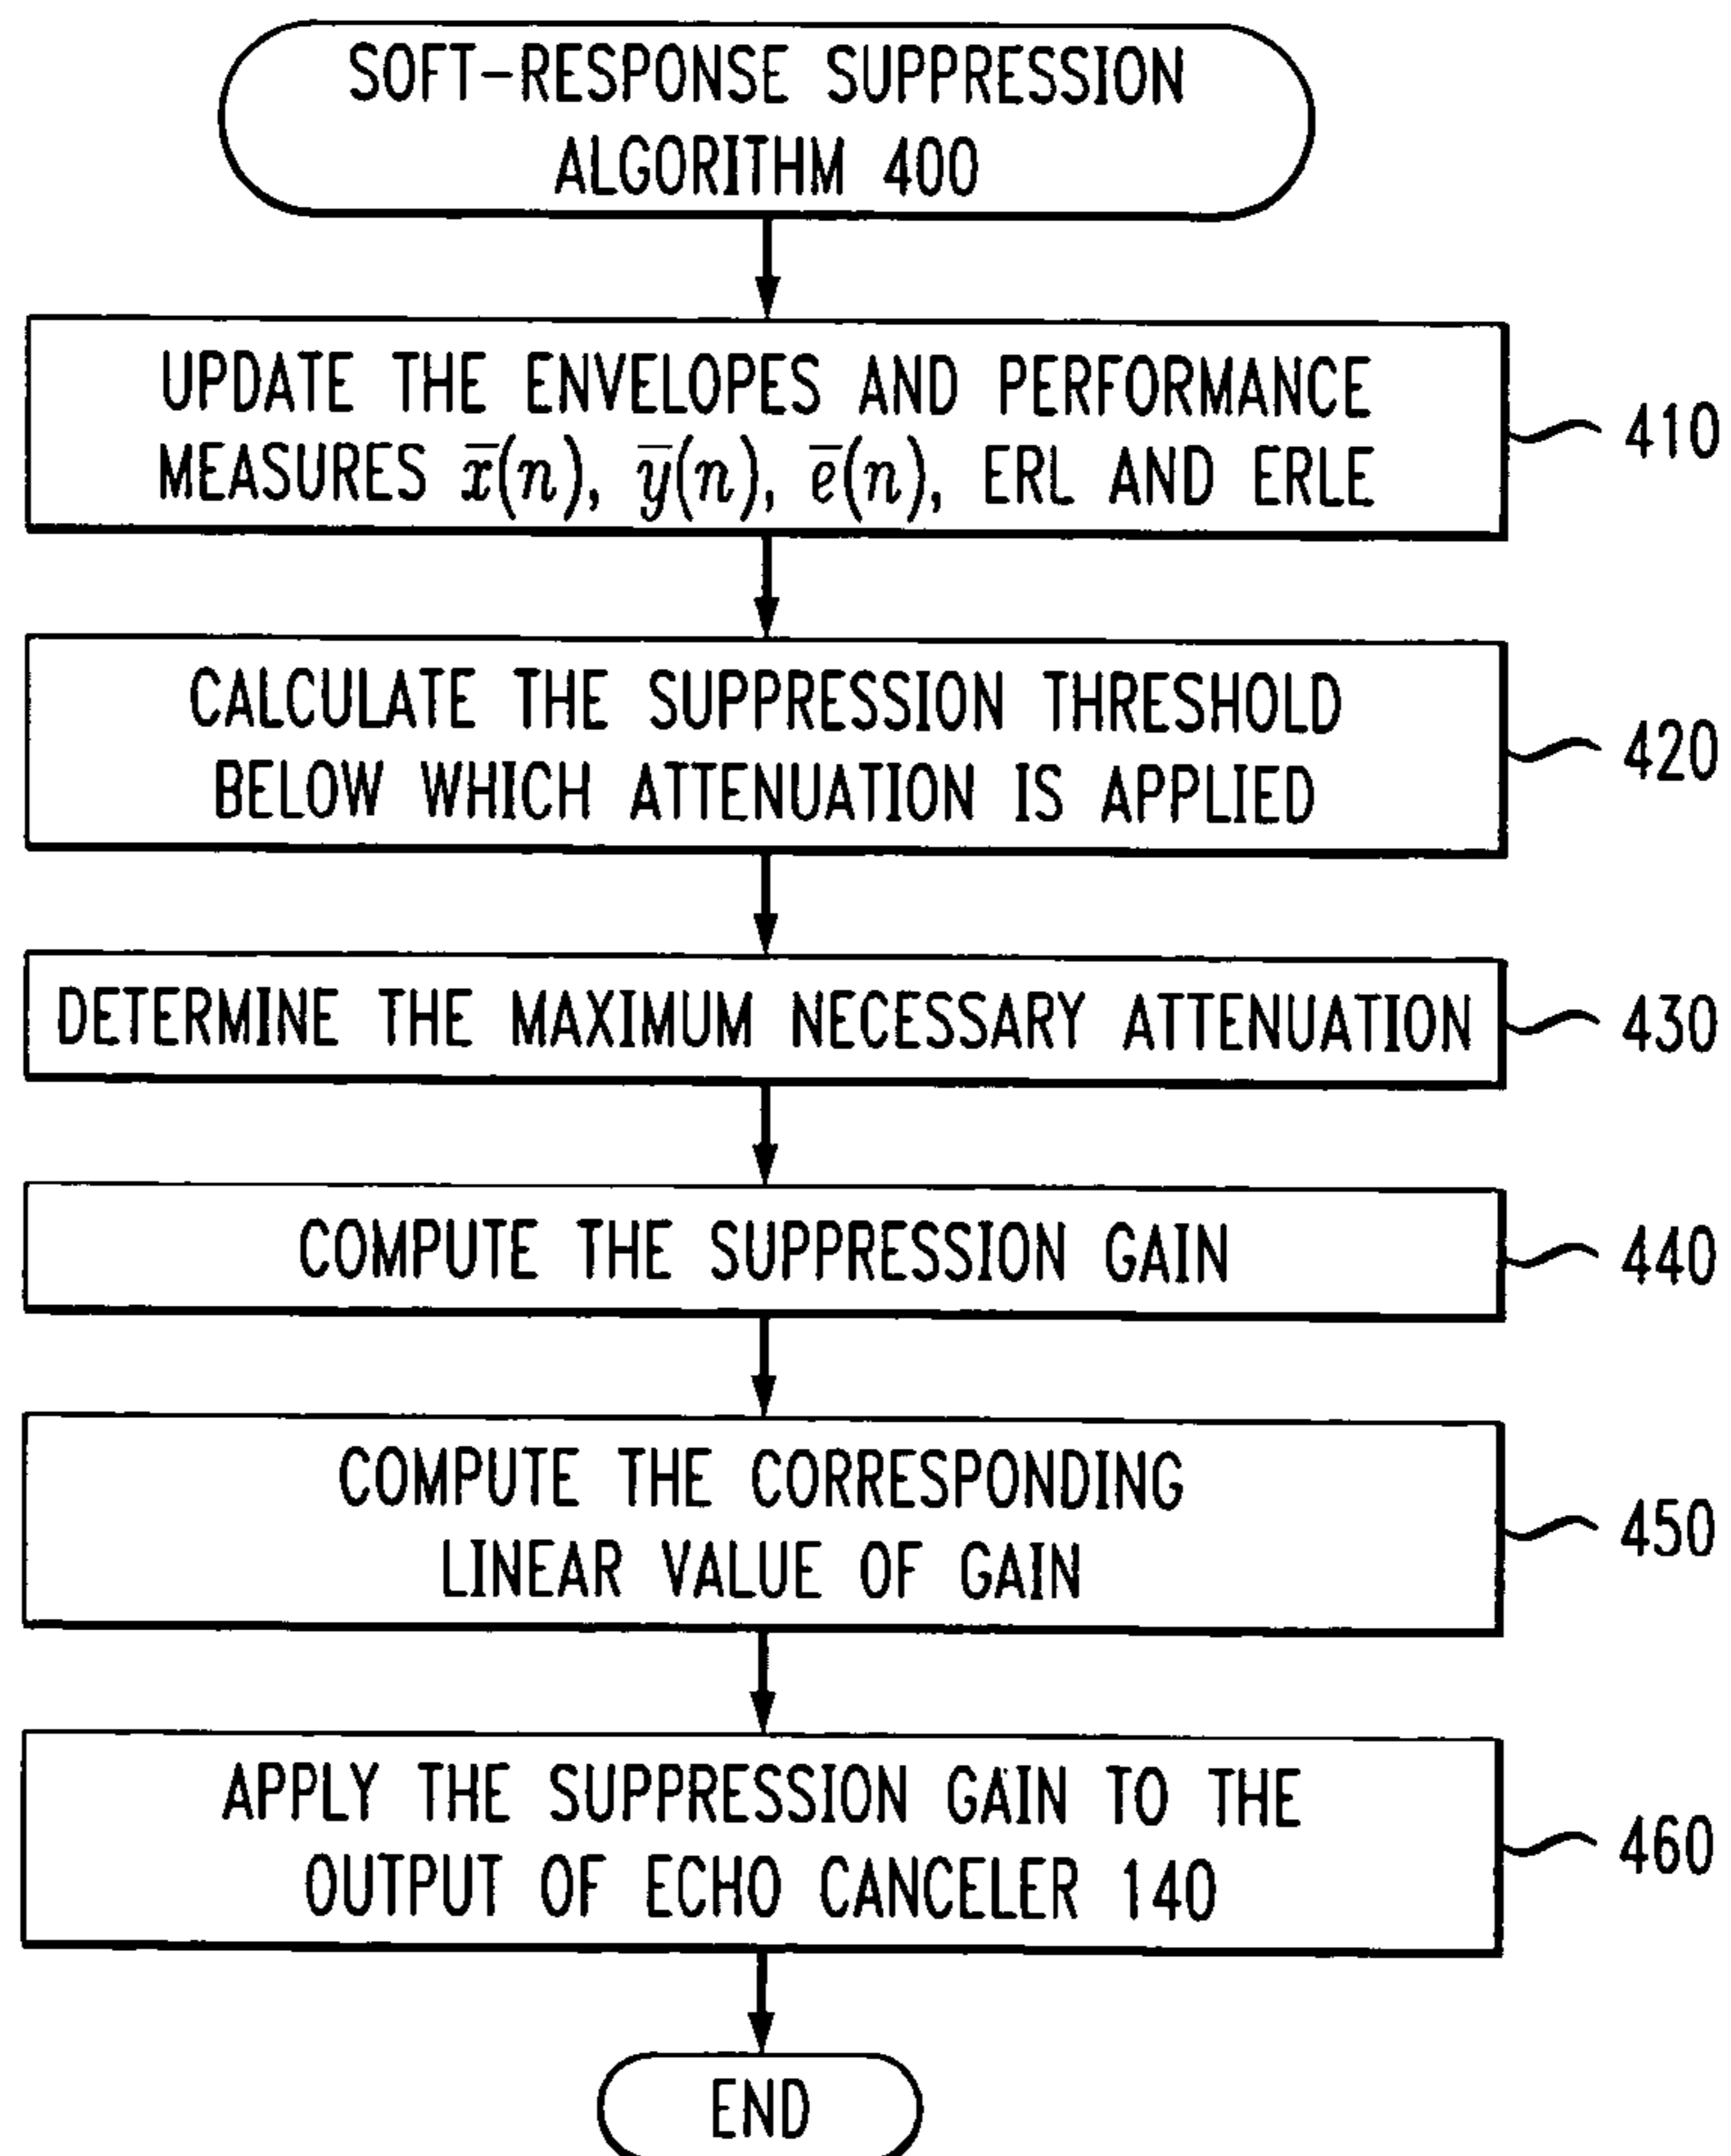 SOFT-RESPONSE SUPPRESSION
ALGORITHM 400
UPDATE THE ENVELOPES AND PERFORMANCE
MEASURES x̅(n), y̅(n), e̅(n), ERL AND ERLE
410
CALCULATE THE SUPPRESSION THRESHOLD
BELOW WHICH ATTENUATION IS APPLIED
420
DETERMINE THE MAXIMUM NECESSARY ATTENUATION
430
COMPUTE THE SUPPRESSION GAIN
440
COMPUTE THE CORRESPONDING
LINEAR VALUE OF GAIN
450
APPLY THE SUPPRESSION GAIN TO THE
OUTPUT OF ECHO CANCELER 140
460
END